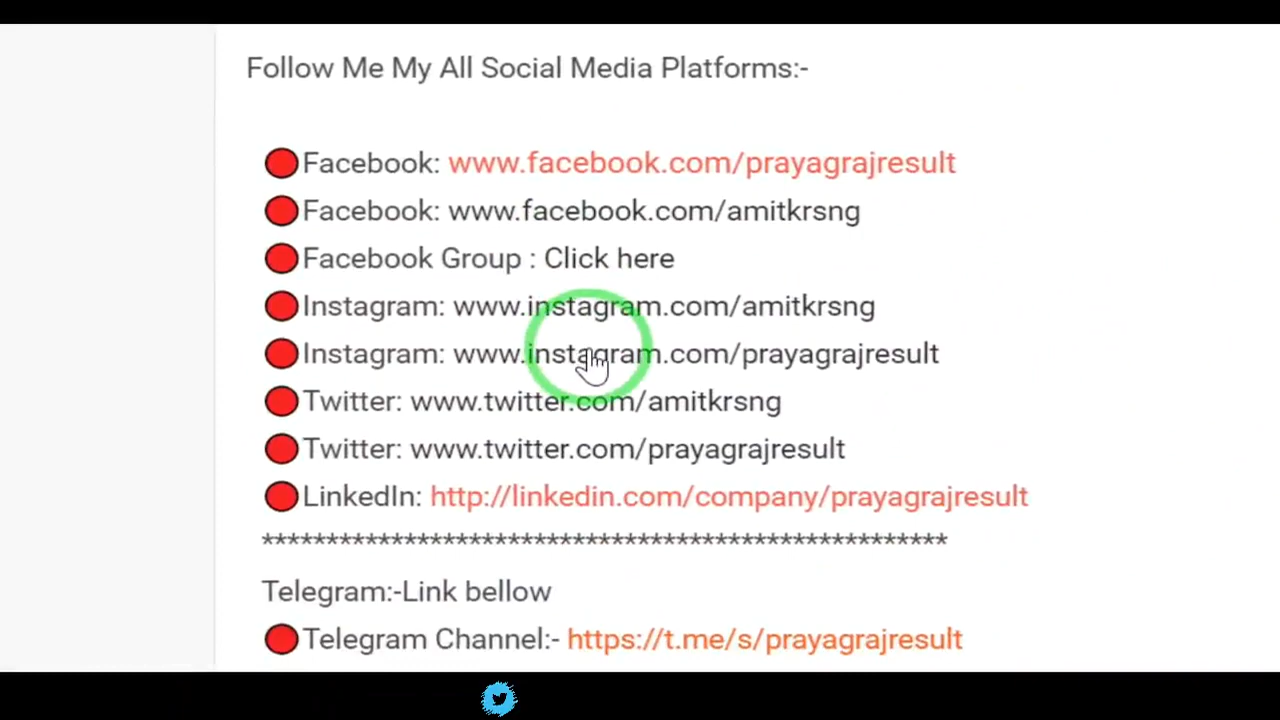 Follow Me My All Social Media Platforms:-
Facebook: www.facebook.com/prayagrajresult
Facebook: www.facebook.com/amitkrsng
Facebook Group : Click here
Instagram: www.instagram.com/amitkrsng
Instagram: www.instagram.com/prayagrajresult
Twitter: www.twitter.com/amitkrsng
Twitter: www.twitter.com/prayagrajresult
LinkedIn: http://linkedin.com/company/prayagrajresult
*****************************************************
Telegram:-Link bellow
Telegram Channel:- https://t.me/s/prayagrajresult